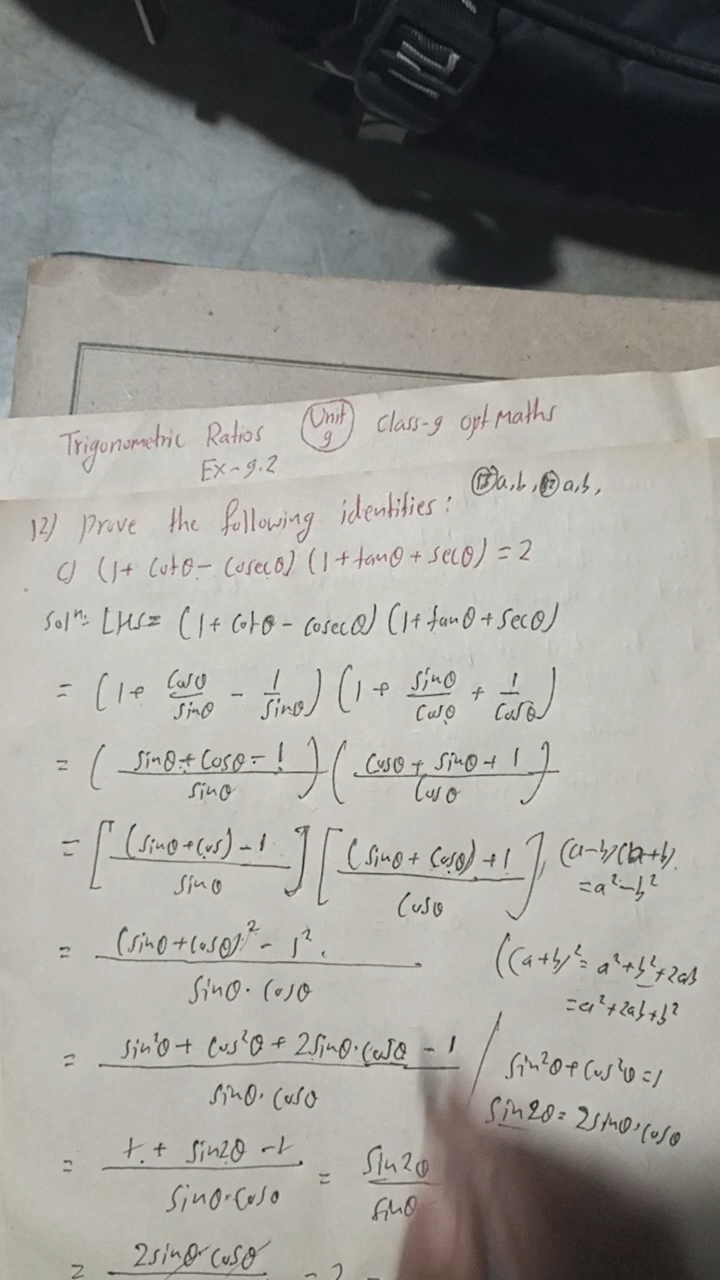 Trigonometric Ratios Unit 9 Class-9 opt Maths
Ex-9.2
a,b, a,b,
12) Prove the following identities:
c) (1+ cotθ - cosecθ) (1+tanθ + secθ) = 2
Solⁿ: LHS = (1+cotθ - cosecθ) (1+tanθ+secθ)
= (1+ cosθ/sinθ - 1/sinθ) (1+ sinθ/cosθ + 1/cosθ)
= ( (sinθ+cosθ-1)/sinθ ) ( (cosθ+sinθ+1)/cosθ )
= [ ((sinθ+cos)-1)/sinθ ] [ ((sinθ+cosθ)+1)/cosθ ], (a-b)(a+b)
= a²-b²
= ((sinθ+cosθ)² - 1²)/(sinθ.cosθ)
((a+b)² = a²+b²+2ab
= a²+2ab+b²
= (sin²θ + cos²θ + 2sinθ.cosθ - 1)/(sinθ.cosθ)
sin²θ+cos²θ=1
sin2θ = 2sinθ.cosθ
= (1 + sin2θ - 1)/(sinθ.cosθ) = sin2θ/sinθ
= 2sinθ cosθ = 2